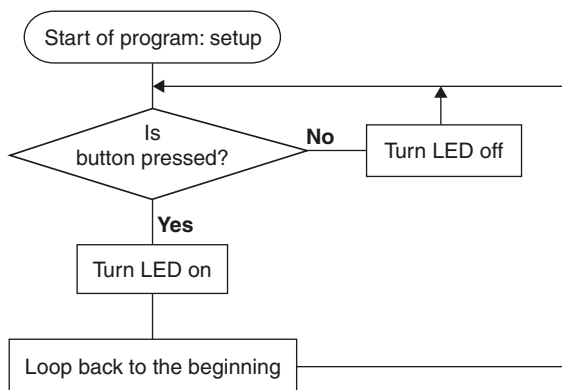 Start of program: setup
Is
button pressed?
No
Turn LED off
Yes
Turn LED on
Loop back to the beginning